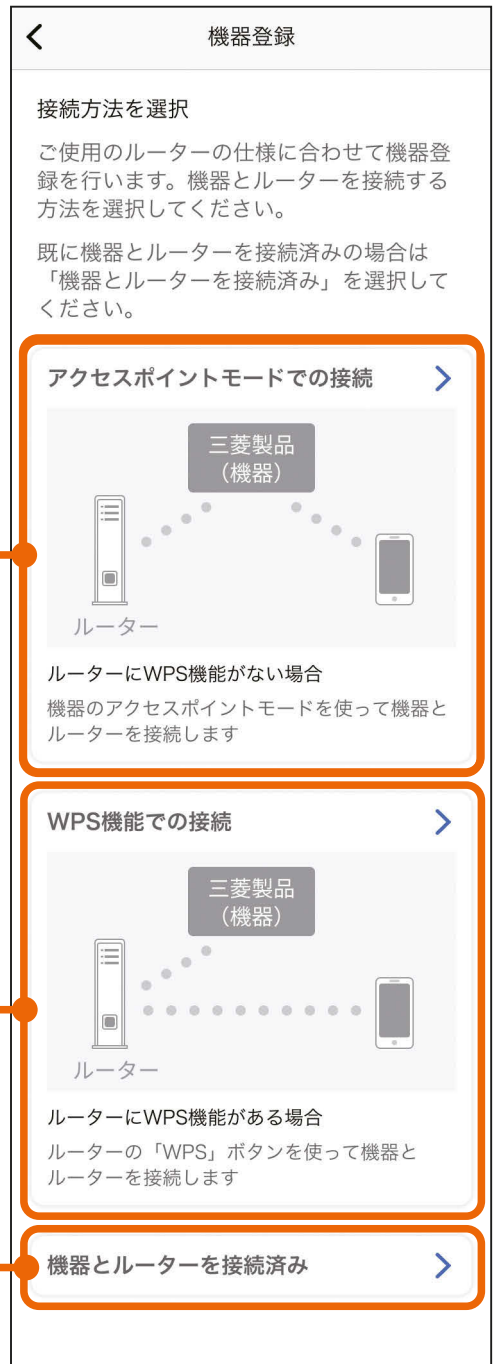 機器登録
接続方法を選択
ご使用のルーターの仕様に合わせて機器登
録を行います。機器とルーターを接続する
方法を選択してください。
既に機器とルーターを接続済みの場合は
「機器とルーターを接続済み」を選択して
ください。
アクセスポイントモードでの接続
三菱製品
（機器）
ルーター
ルーターにWPS機能がない場合
機器のアクセスポイントモードを使って機器と
ルーターを接続します
WPS機能での接続
三菱製品
（機器）
ルーター
ルーターにWPS機能がある場合
ルーターの「WPS」ボタンを使って機器と
ルーターを接続します
機器とルーターを接続済み